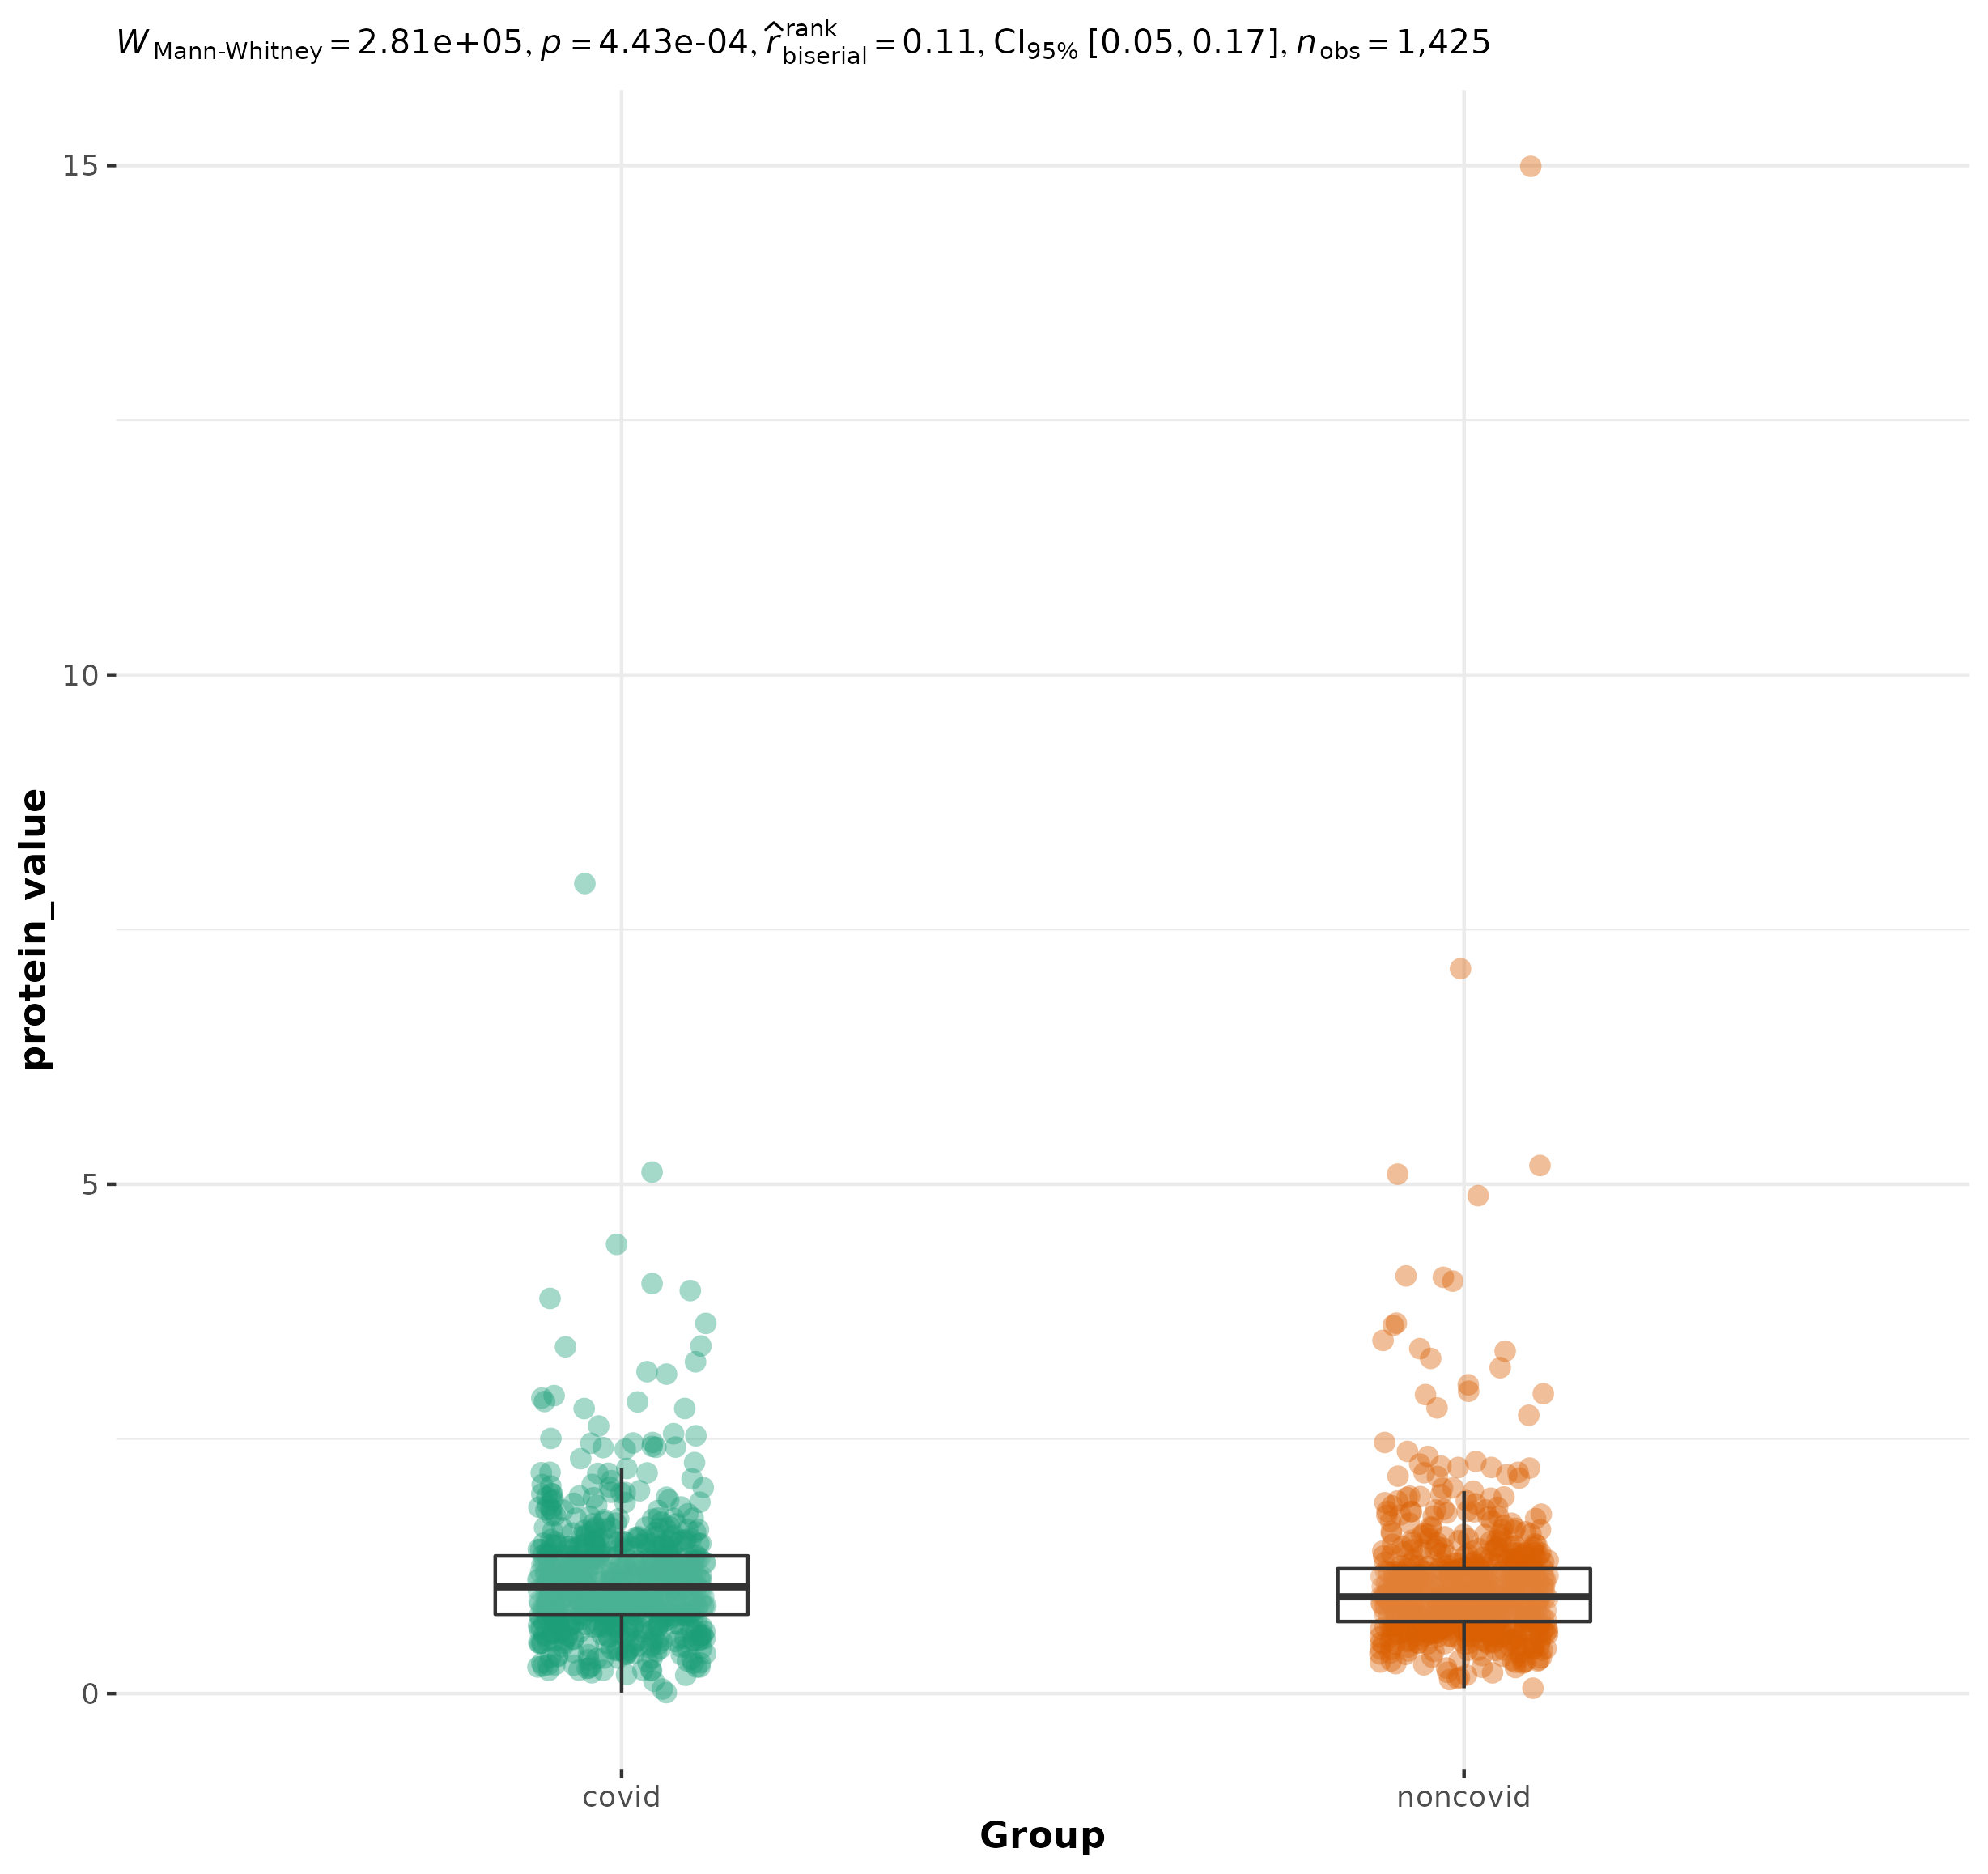 W Mann-Whitney = 2.81e+05, p = 4.43e-04, r̂ rank biserial = 0.11, CI95% [0.05, 0.17], nobs = 1,425
15
10
5
0
protein_value
covid
noncovid
Group